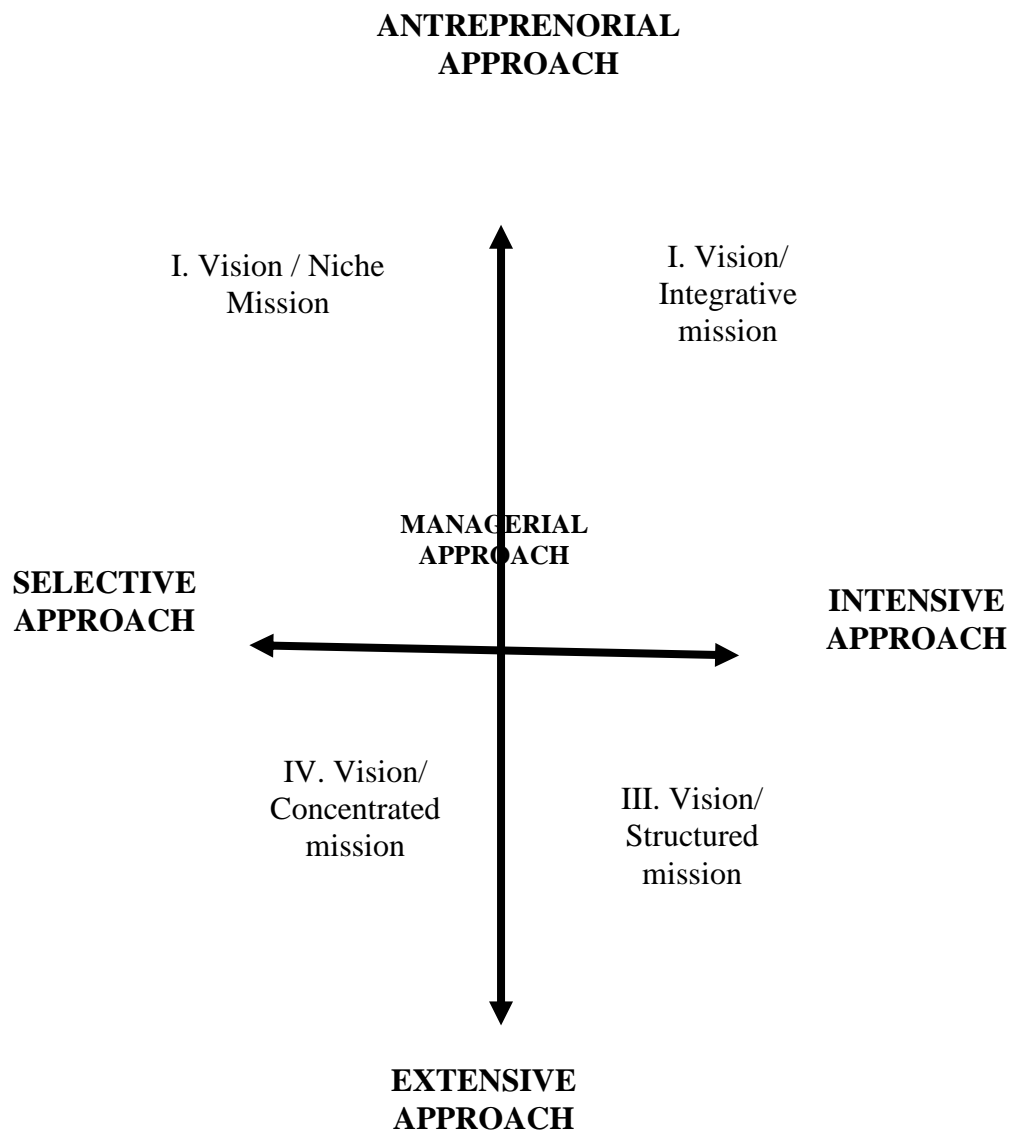 ANTREPRENORIAL
APPROACH
I. Vision / Niche
Mission
I. Vision/
Integrative
mission
MANAGERIAL
APPROACH
SELECTIVE
APPROACH
INTENSIVE
APPROACH
IV. Vision/
Concentrated
mission
III. Vision/
Structured
mission
EXTENSIVE
APPROACH